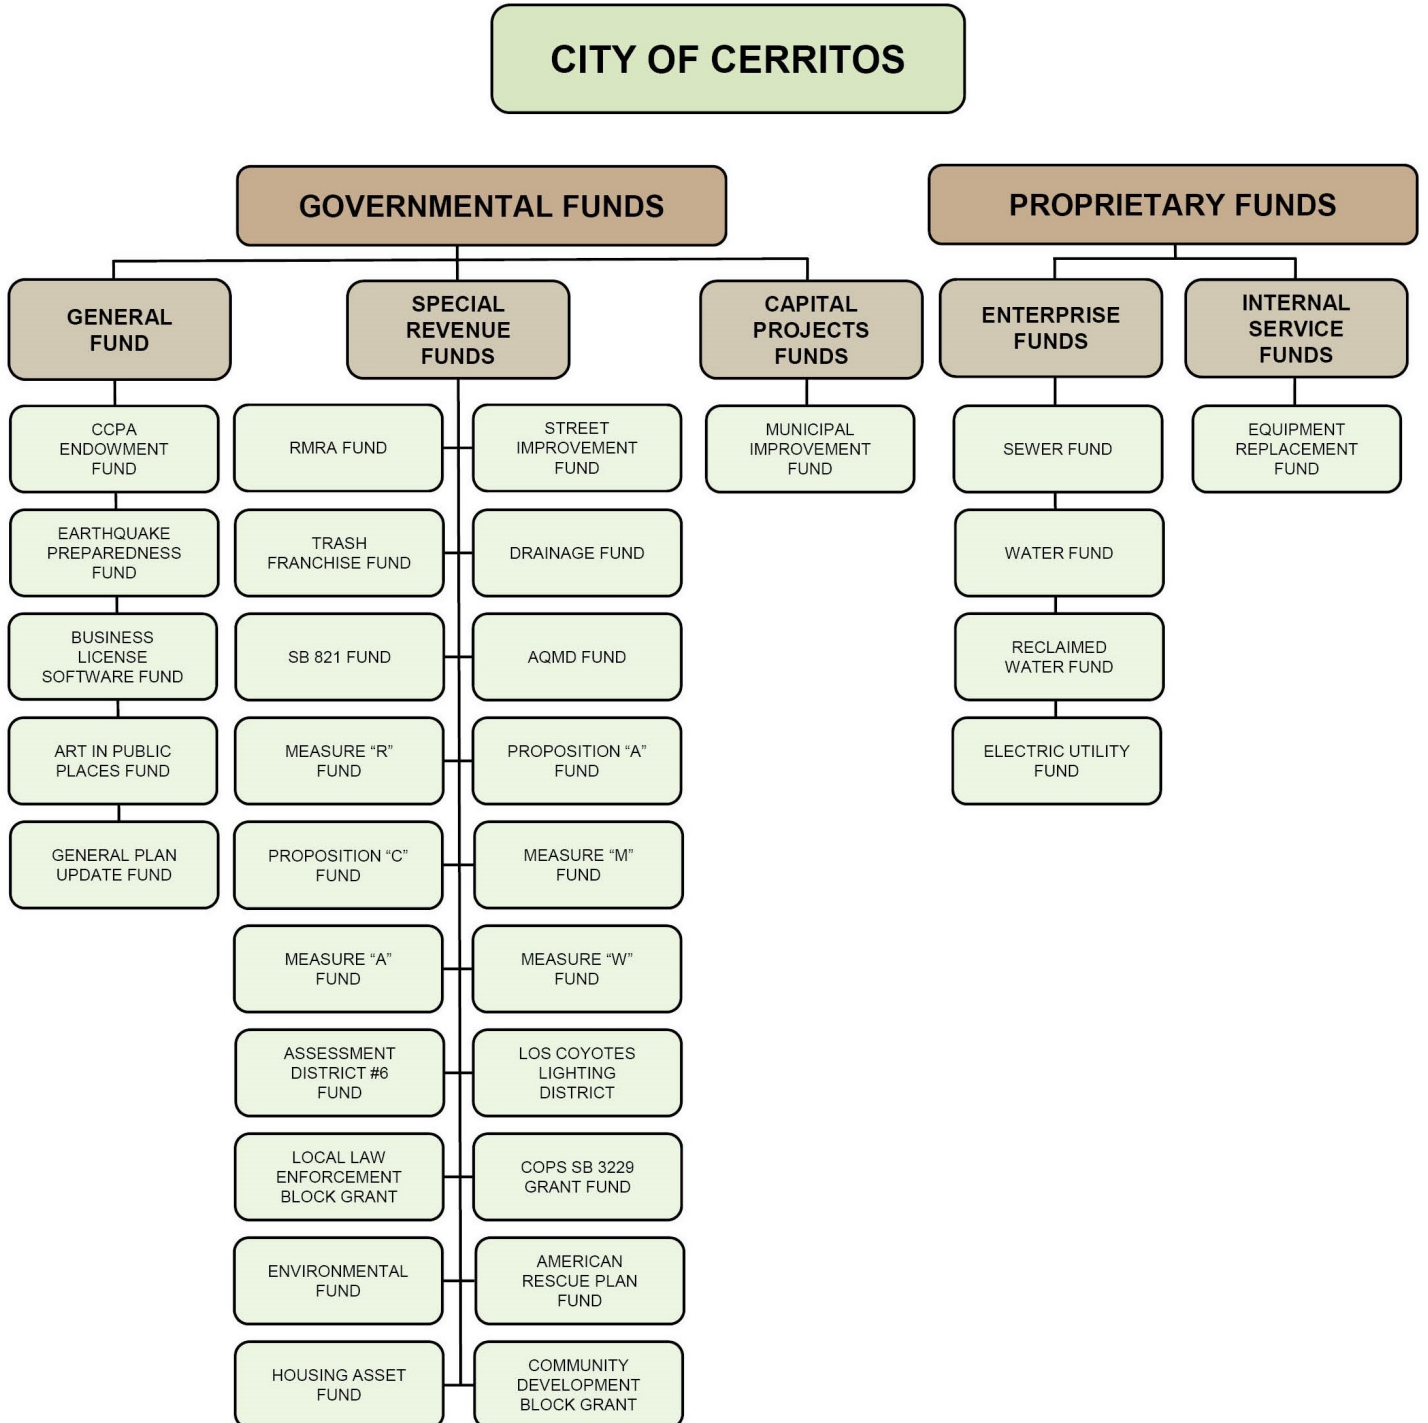 CITY OF CERRITOS
GOVERNMENTAL FUNDS
PROPRIETARY FUNDS
GENERAL
FUND
SPECIAL
REVENUE
FUNDS
CAPITAL
PROJECTS
FUNDS
ENTERPRISE
FUNDS
INTERNAL
SERVICE
FUNDS
CCPA
ENDOWMENT
FUND
EARTHQUAKE
PREPAREDNESS
FUND
BUSINESS
LICENSE
SOFTWARE FUND
ART IN PUBLIC
PLACES FUND
GENERAL PLAN
UPDATE FUND
RMRA FUND
STREET
IMPROVEMENT
FUND
TRASH
FRANCHISE FUND
DRAINAGE FUND
SB 821 FUND
AQMD FUND
MEASURE “R”
FUND
PROPOSITION “A”
FUND
PROPOSITION “C”
FUND
MEASURE “M”
FUND
MEASURE “A”
FUND
MEASURE “W”
FUND
ASSESSMENT
DISTRICT #6
FUND
LOS COYOTES
LIGHTING
DISTRICT
LOCAL LAW
ENFORCEMENT
BLOCK GRANT
COPS SB 3229
GRANT FUND
ENVIRONMENTAL
FUND
AMERICAN
RESCUE PLAN
FUND
HOUSING ASSET
FUND
COMMUNITY
DEVELOPMENT
BLOCK GRANT
MUNICIPAL
IMPROVEMENT
FUND
SEWER FUND
WATER FUND
RECLAIMED
WATER FUND
ELECTRIC UTILITY
FUND
EQUIPMENT
REPLACEMENT
FUND